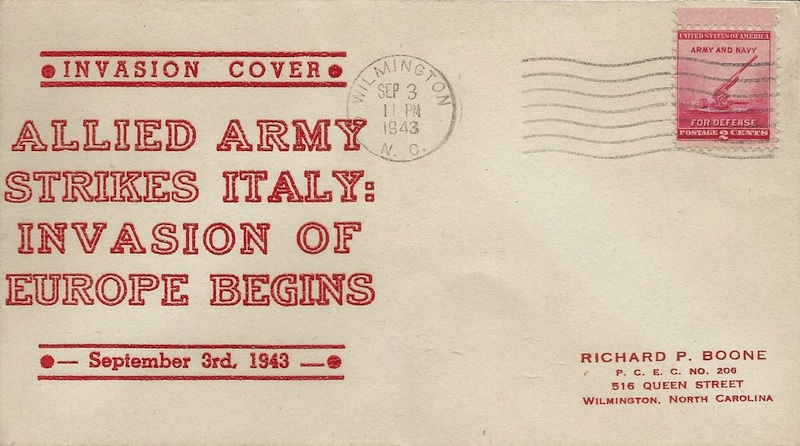 INVASION COVER
ALLIED ARMY
STRIKES ITALY:
INVASION OF
EUROPE BEGINS
September 3rd, 1943
WILMINGTON
SEP 3
11 PM
1943
N. C.
UNITED STATES OF AMERICA
ARMY AND NAVY
FOR DEFENSE
POSTAGE 2 CENTS
RICHARD P. BOONE
P. C. E. C. NO. 206
516 QUEEN STREET
WILMINGTON, NORTH CAROLINA